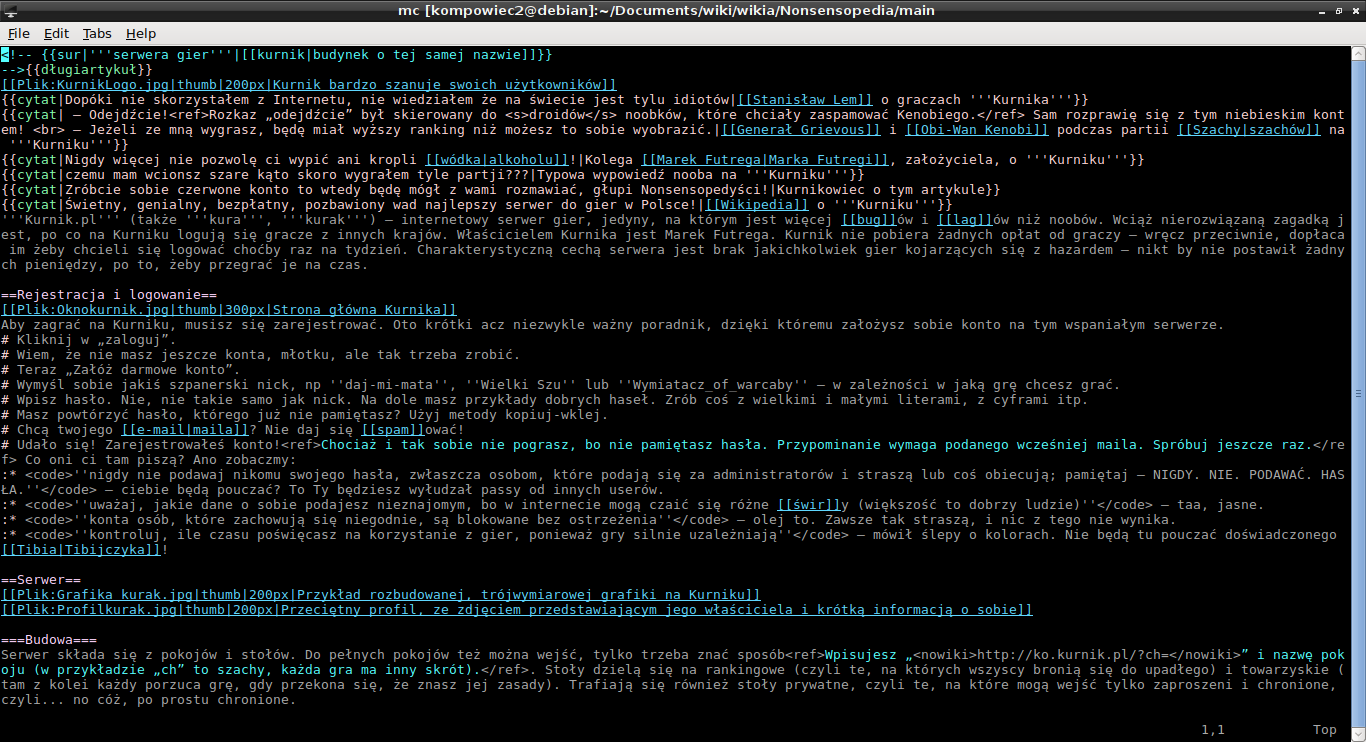 mc [kompowiec2@debian]:~/Documents/wiki/wikia/Nonsensopedia/main
File Edit Tabs Help
<!-- {{sur|'''serwera gier'''|[[kurnik|budynek o tej samej nazwie]]}}
-->{{długiartykuł}}
[[Plik:KurnikLogo.jpg|thumb|200px|Kurnik bardzo szanuje swoich użytkowników]]
{{cytat|Dopóki nie skorzystałem z Internetu, nie wiedziałem że na świecie jest tylu idiotów|[[Stanisław Lem]] o graczach '''Kurnika'''}}
{{cytat| – Odejdźcie!<ref>Rozkaz „odejdźcie” był skierowany do <s>droidów</s> noobków, które chciały zaspamować Kenobiego.</ref> Sam rozprawię się z tym niebieskim kont
em! <br> – Jeżeli ze mną wygrasz, będę miał wyższy ranking niż możesz to sobie wyobrazić.|[[Generał Grievous]] i [[Obi-Wan Kenobi]] podczas partii [[Szachy|szachów]] na
 '''Kurniku'''}}
{{cytat|Nigdy więcej nie pozwolę ci wypić ani kropli [[wódka|alkoholu]]!|Kolega [[Marek Futrega|Marka Futregi]], założyciela, o '''Kurniku'''}}
{{cytat|czemu mam wcionsz szare kąto skoro wygrałem tyle partji???|Typowa wypowiedź nooba na '''Kurniku'''}}
{{cytat|Zróbcie sobie czerwone konto to wtedy będę mógł z wami rozmawiać, głupi Nonsensopedyści!|Kurnikowiec o tym artykule}}
{{cytat|Świetny, genialny, bezpłatny, pozbawiony wad najlepszy serwer do gier w Polsce!|[[Wikipedia]] o '''Kurniku'''}}
'''Kurnik.pl''' (także '''kura''', '''kurak''') – internetowy serwer gier, jedyny, na którym jest więcej [[bug]]ów i [[lag]]ów niż noobów. Wciąż nierozwiązaną zagadką j
est, po co na Kurniku logują się gracze z innych krajów. Właścicielem Kurnika jest Marek Futrega. Kurnik nie pobiera żadnych opłat od graczy – wręcz przeciwnie, dopłaca
 im żeby chcieli się logować choćby raz na tydzień. Charakterystyczną cechą serwera jest brak jakichkolwiek gier kojarzących się z hazardem – nikt by nie postawił żadny
ch pieniędzy, po to, żeby przegrać je na czas.
==Rejestracja i logowanie==
[[Plik:Oknokurnik.jpg|thumb|300px|Strona główna Kurnika]]
Aby zagrać na Kurniku, musisz się zarejestrować. Oto krótki acz niezwykle ważny poradnik, dzięki któremu założysz sobie konto na tym wspaniałym serwerze.
# Kliknij w „zaloguj”.
# Wiem, że nie masz jeszcze konta, młotku, ale tak trzeba zrobić.
# Teraz „Załóż darmowe konto”.
# Wymyśl sobie jakiś szpanerski nick, np ''daj-mi-mata'', ''Wielki Szu'' lub ''Wymiatacz_of_warcaby'' – w zależności w jaką grę chcesz grać.
# Wpisz hasło. Nie, nie takie samo jak nick. Na dole masz przykłady dobrych haseł. Zrób coś z wielkimi i małymi literami, z cyframi itp.
# Masz powtórzyć hasło, którego już nie pamiętasz? Użyj metody kopiuj-wklej.
# Chcą twojego [[e-mail|maila]]? Nie daj się [[spam]]ować!
# Udało się! Zarejestrowałeś konto!<ref>Chociaż i tak sobie nie pograsz, bo nie pamiętasz hasła. Przypominanie wymaga podanego wcześniej maila. Spróbuj jeszcze raz.</re
f> Co oni ci tam piszą? Ano zobaczmy:
:* <code>''nigdy nie podawaj nikomu swojego hasła, zwłaszcza osobom, które podają się za administratorów i straszą lub coś obiecują; pamiętaj – NIGDY. NIE. PODAWAĆ. HAS
ŁA.''</code> – ciebie będą pouczać? To Ty będziesz wyłudzał passy od innych userów.
:* <code>''uważaj, jakie dane o sobie podajesz nieznajomym, bo w internecie mogą czaić się różne [[świr]]y (większość to dobrzy ludzie)''</code> – taa, jasne.
:* <code>''konta osób, które zachowują się niegodnie, są blokowane bez ostrzeżenia''</code> – olej to. Zawsze tak straszą, i nic z tego nie wynika.
:* <code>''kontroluj, ile czasu poświęcasz na korzystanie z gier, ponieważ gry silnie uzależniają''</code> – mówił ślepy o kolorach. Nie będą tu pouczać doświadczonego
[[Tibia|Tibijczyka]]!
==Serwer==
[[Plik:Grafika kurak.jpg|thumb|200px|Przykład rozbudowanej, trójwymiarowej grafiki na Kurniku]]
[[Plik:Profilkurak.jpg|thumb|200px|Przeciętny profil, ze zdjęciem przedstawiającym jego właściciela i krótką informacją o sobie]]
===Budowa===
Serwer składa się z pokojów i stołów. Do pełnych pokojów też można wejść, tylko trzeba znać sposób<ref>Wpisujesz „<nowiki>http://ko.kurnik.pl/?ch=</nowiki>” i nazwę pok
oju (w przykładzie „ch” to szachy, każda gra ma inny skrót).</ref>. Stoły dzielą się na rankingowe (czyli te, na których wszyscy bronią się do upadłego) i towarzyskie (
tam z kolei każdy porzuca grę, gdy przekona się, że znasz jej zasady). Trafiają się również stoły prywatne, czyli te, na które mogą wejść tylko zaproszeni i chronione,
czyli... no cóż, po prostu chronione.
1,1 Top